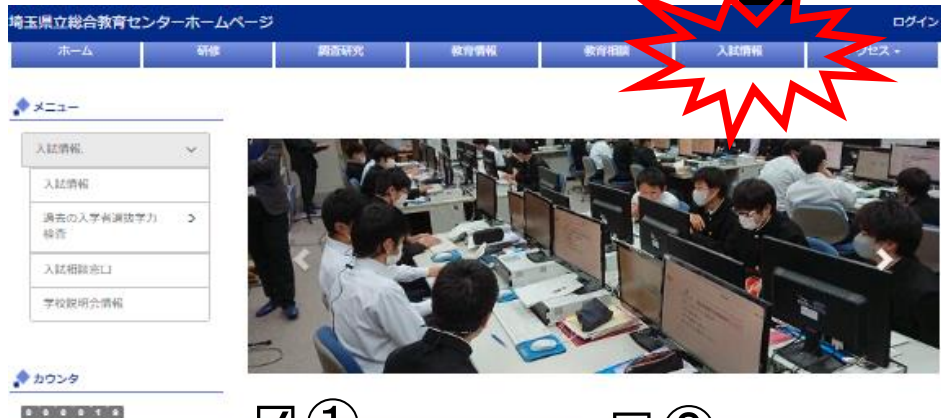 埼玉県立総合教育センターホームページ
ログイン
ホーム
研修
調査研究
教育情報
教育相談
入試情報
クセス
メニュー
入試情報
入試情報
過去の入学者選抜学力
検査
入試相談窓口
学校説明会情報
カウンタ
①
②